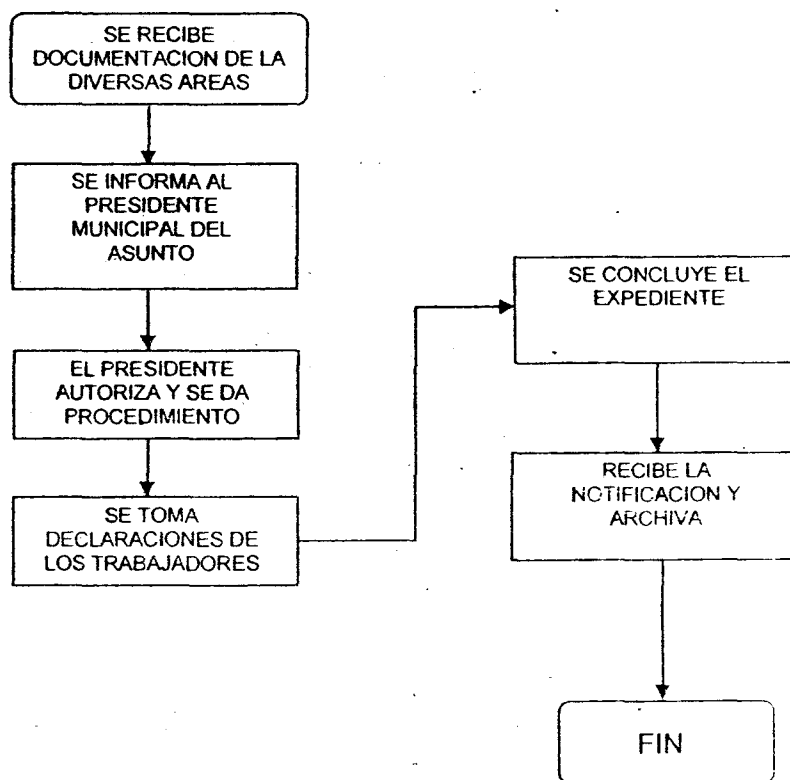 SE RECIBE
DOCUMENTACION DE LA
DIVERSAS AREAS
SE INFORMA AL
PRESIDENTE
MUNICIPAL DEL
ASUNTO
EL PRESIDENTE
AUTORIZA Y SE DA
PROCEDIMIENTO
SE TOMA
DECLARACIONES DE
LOS TRABAJADORES
SE CONCLUYE EL
EXPEDIENTE
RECIBE LA
NOTIFICACION Y
ARCHIVA
FIN